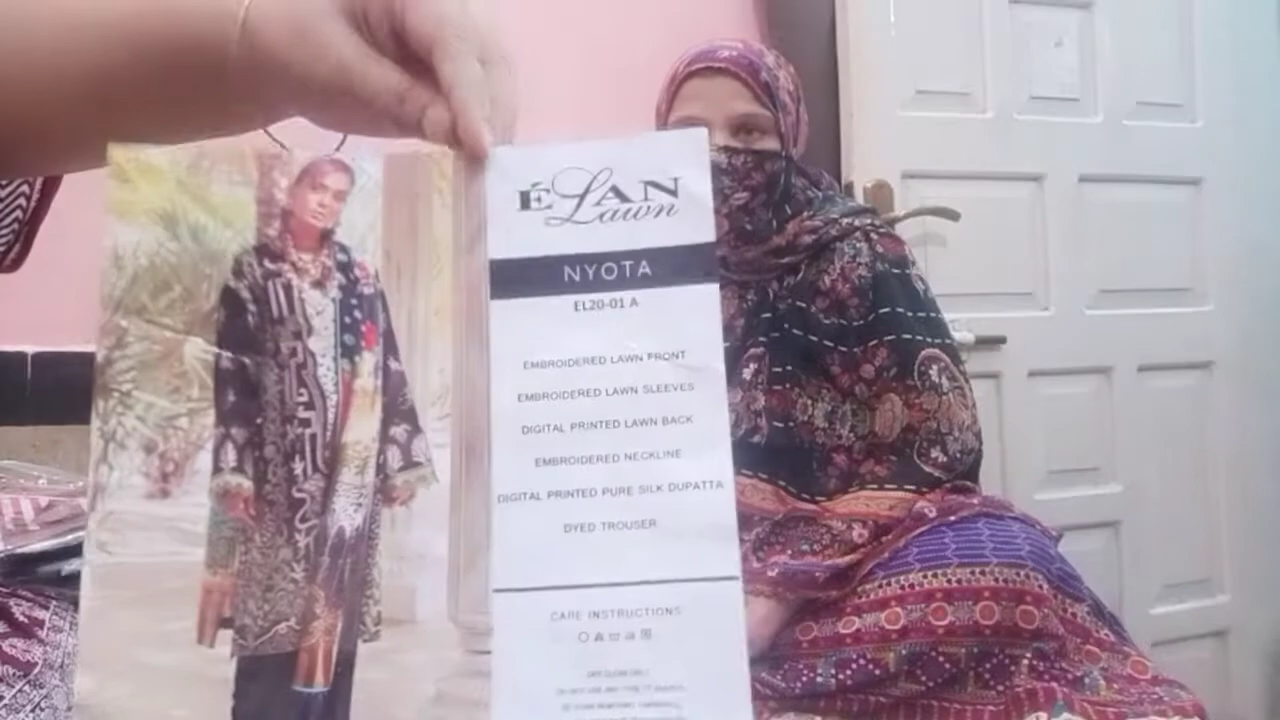 ÉLAN
Lawn
NYOTA
EL20-01 A
EMBROIDERED LAWN FRONT
EMBROIDERED LAWN SLEEVES
DIGITAL PRINTED LAWN BACK
EMBROIDERED NECKLINE
DIGITAL PRINTED PURE SILK DUPATTA
DYED TROUSER
CARE INSTRUCTIONS